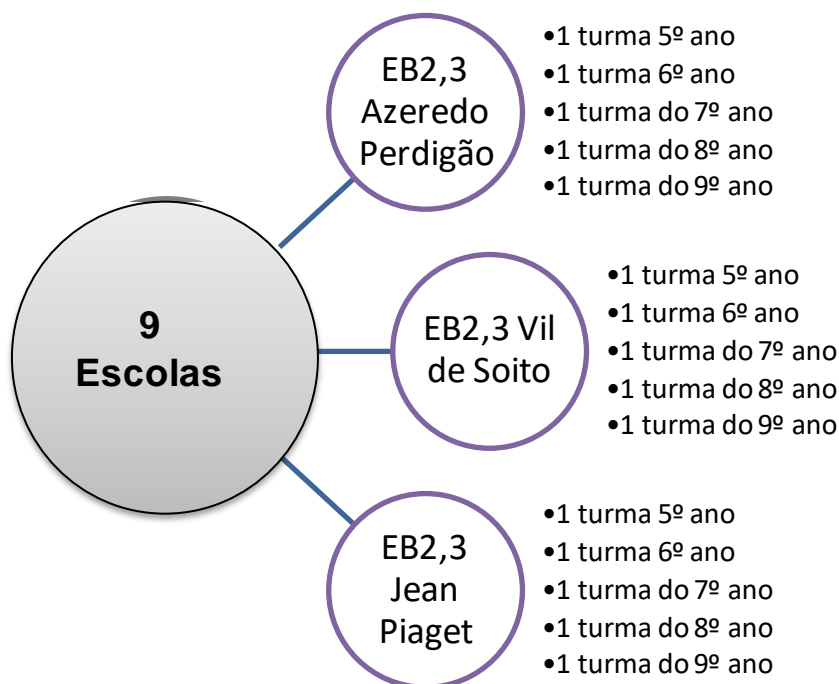 9
Escolas
EB2,3
Azeredo
Perdigão
•1 turma 5º ano
•1 turma 6º ano
•1 turma do 7º ano
•1 turma do 8º ano
•1 turma do 9º ano
EB2,3 Vil
de Soito
•1 turma 5º ano
•1 turma 6º ano
•1 turma do 7º ano
•1 turma do 8º ano
•1 turma do 9º ano
EB2,3
Jean
Piaget
•1 turma 5º ano
•1 turma 6º ano
•1 turma do 7º ano
•1 turma do 8º ano
•1 turma do 9º ano